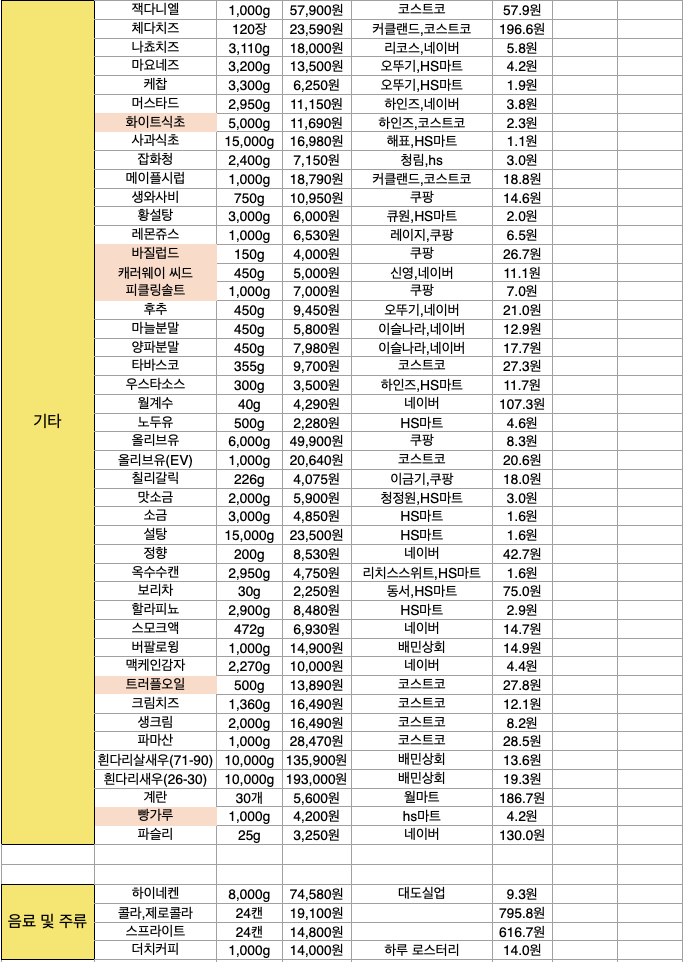 잭다니엘 1,000g 57,900원 코스트코 57.9원
체다치즈 120장 23,590원 커클랜드,코스트코 196.6원
나쵸치즈 3,110g 18,000원 리코스,네이버 5.8원
마요네즈 3,200g 13,500원 오뚜기,HS마트 4.2원
케찹 3,300g 6,250원 오뚜기,HS마트 1.9원
머스타드 2,950g 11,150원 하인즈,네이버 3.8원
화이트식초 5,000g 11,690원 하인즈,코스트코 2.3원
사과식초 15,000g 16,980원 해표,HS마트 1.1원
잡화청 2,400g 7,150원 청림,hs 3.0원
메이플시럽 1,000g 18,790원 커클랜드,코스트코 18.8원
생와사비 750g 10,950원 쿠팡 14.6원
황설탕 3,000g 6,000원 큐원,HS마트 2.0원
레몬쥬스 1,000g 6,530원 레이지,쿠팡 6.5원
바질럽드 150g 4,000원 쿠팡 26.7원
캐러웨이 씨드 450g 5,000원 신영,네이버 11.1원
피클링솔트 1,000g 7,000원 쿠팡 7.0원
후추 450g 9,450원 오뚜기,네이버 21.0원
마늘분말 450g 5,800원 이슬나라,네이버 12.9원
양파분말 450g 7,980원 이슬나라,네이버 17.7원
타바스코 355g 9,700원 코스트코 27.3원
우스타소스 300g 3,500원 하인즈,HS마트 11.7원
월계수 40g 4,290원 네이버 107.3원
기타
노두유 500g 2,280원 HS마트 4.6원
올리브유 6,000g 49,900원 쿠팡 8.3원
올리브유(EV) 1,000g 20,640원 코스트코 20.6원
칠리갈릭 226g 4,075원 이금기,쿠팡 18.0원
맛소금 2,000g 5,900원 청정원,HS마트 3.0원
소금 3,000g 4,850원 HS마트 1.6원
설탕 15,000g 23,500원 HS마트 1.6원
정향 200g 8,530원 네이버 42.7원
옥수수캔 2,950g 4,750원 리치스스위트,HS마트 1.6원
보리차 30g 2,250원 동서,HS마트 75.0원
할라피뇨 2,900g 8,480원 HS마트 2.9원
스모크액 472g 6,930원 네이버 14.7원
버팔로윙 1,000g 14,900원 배민상회 14.9원
맥케인감자 2,270g 10,000원 네이버 4.4원
트러플오일 500g 13,890원 코스트코 27.8원
크림치즈 1,360g 16,490원 코스트코 12.1원
생크림 2,000g 16,490원 코스트코 8.2원
파마산 1,000g 28,470원 코스트코 28.5원
흰다리살새우(71-90) 10,000g 135,900원 배민상회 13.6원
흰다리새우(26-30) 10,000g 193,000원 배민상회 19.3원
계란 30개 5,600원 월마트 186.7원
빵가루 1,000g 4,200원 hs마트 4.2원
파슬리 25g 3,250원 네이버 130.0원
하이네켄 8,000g 74,580원 대도실업 9.3원
콜라,제로콜라 24캔 19,100원 795.8원
음료 및 주류
스프라이트 24캔 14,800원 616.7원
더치커피 1,000g 14,000원 하루 로스터리 14.0원